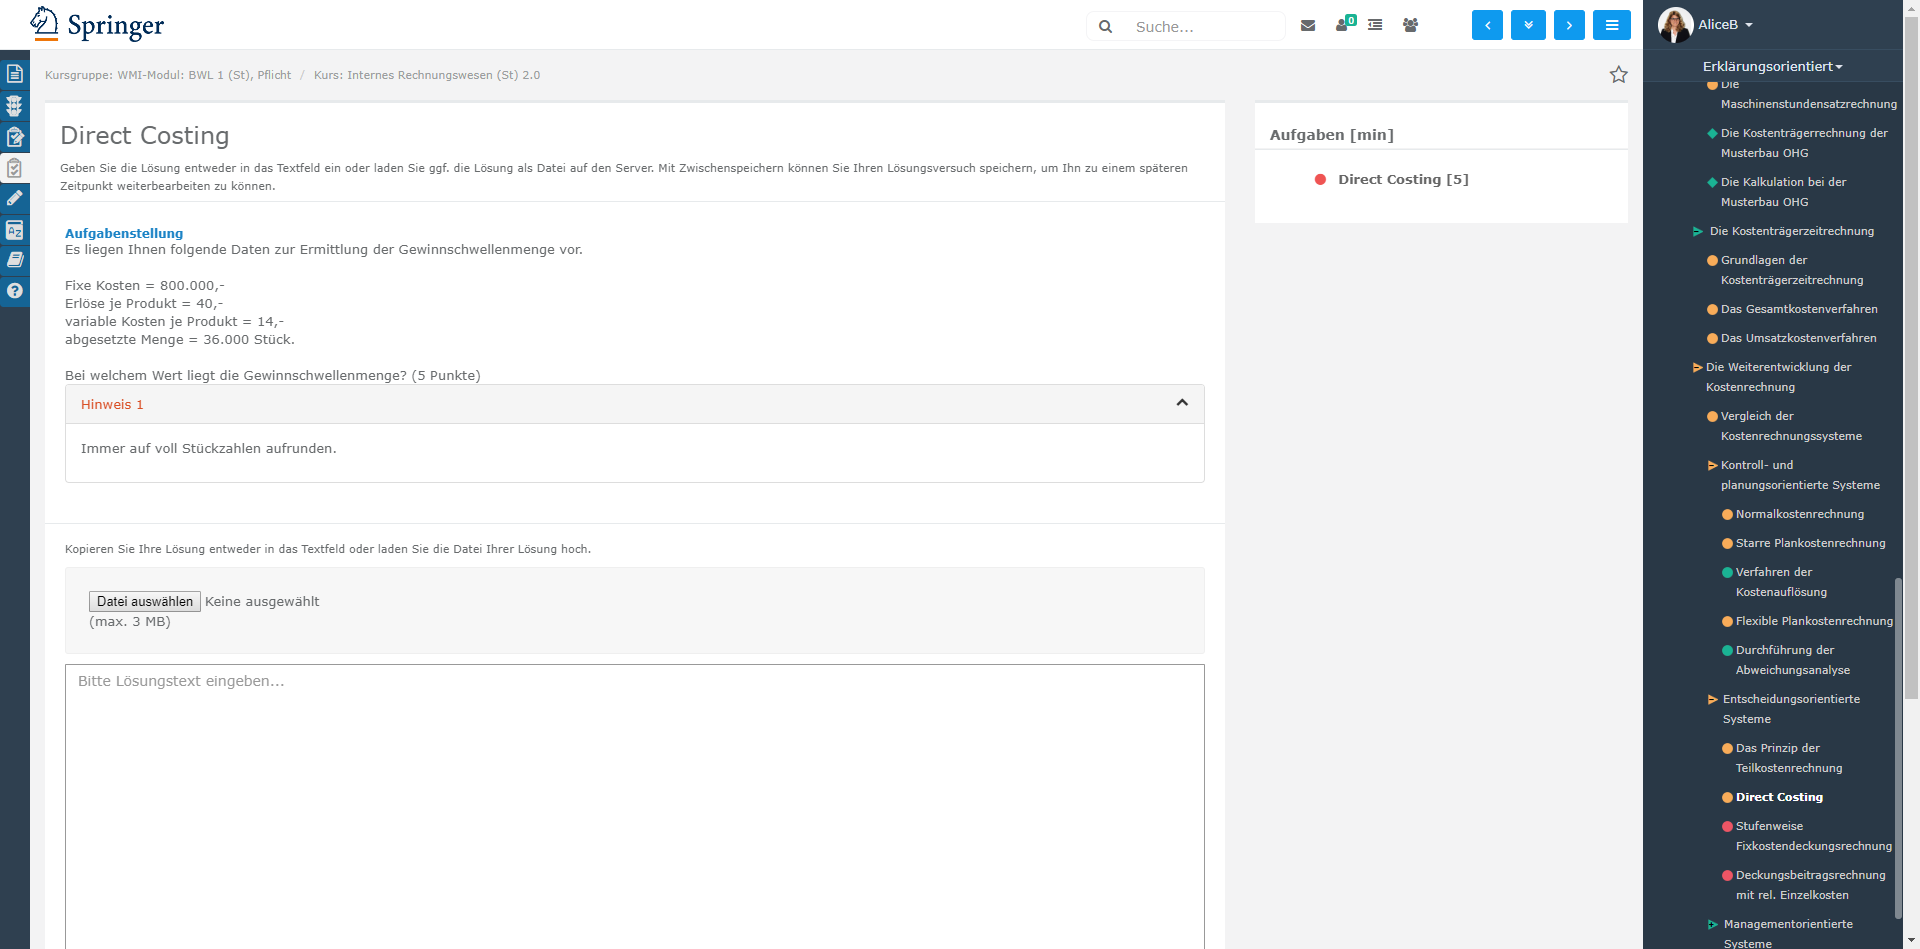 Springer
Suche...
0
AliceB
Kursgruppe: WMI-Modul: BWL 1 (St), Pflicht / Kurs: Internes Rechnungswesen (St) 2.0
Direct Costing
Geben Sie die Lösung entweder in das Textfeld ein oder laden Sie ggf. die Lösung als Datei auf den Server. Mit Zwischenspeichern können Sie Ihren Lösungsversuch speichern, um Ihn zu einem späteren
Zeitpunkt weiterbearbeiten zu können.
Aufgabenstellung
Es liegen Ihnen folgende Daten zur Ermittlung der Gewinnschwellenmenge vor.
Fixe Kosten = 800.000,-
Erlöse je Produkt = 40,-
variable Kosten je Produkt = 14,-
abgesetzte Menge = 36.000 Stück.
Bei welchem Wert liegt die Gewinnschwellenmenge? (5 Punkte)
Hinweis 1
Immer auf voll Stückzahlen aufrunden.
Kopieren Sie Ihre Lösung entweder in das Textfeld oder laden Sie die Datei Ihrer Lösung hoch.
Datei auswählen Keine ausgewählt
(max. 3 MB)
Bitte Lösungstext eingeben...
Aufgaben [min]
Direct Costing [5]
Erklärungsorientiert
Die
Maschinenstundensatzrechnung
Die Kostenträgerrechnung der
Musterbau OHG
Die Kalkulation bei der
Musterbau OHG
Die Kostenträgerzeitrechnung
Grundlagen der
Kostenträgerzeitrechnung
Das Gesamtkostenverfahren
Das Umsatzkostenverfahren
Die Weiterentwicklung der
Kostenrechnung
Vergleich der
Kostenrechnungssysteme
Kontroll- und
planungsorientierte Systeme
Normalkostenrechnung
Starre Plankostenrechnung
Verfahren der
Kostenauflösung
Flexible Plankostenrechnung
Durchführung der
Abweichungsanalyse
Entscheidungsorientierte
Systeme
Das Prinzip der
Teilkostenrechnung
Direct Costing
Stufenweise
Fixkostendeckungsrechnung
Deckungsbeitragsrechnung
mit rel. Einzelkosten
Managementorientierte
Systeme